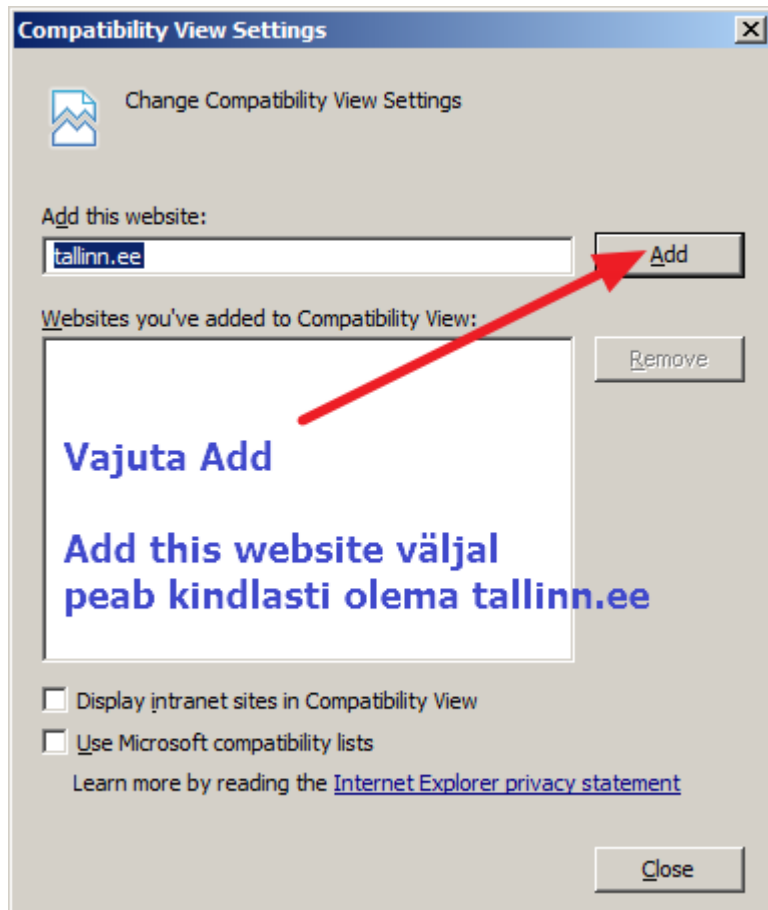 Compatibility View Settings
Change Compatibility View Settings
Add this website:
tallinn.ee
Add
Websites you've added to Compatibility View:
Remove
Vajuta Add
Add this website väljal
peab kindlasti olema tallinn.ee
Display intranet sites in Compatibility View
Use Microsoft compatibility lists
Learn more by reading the Internet Explorer privacy statement
Close